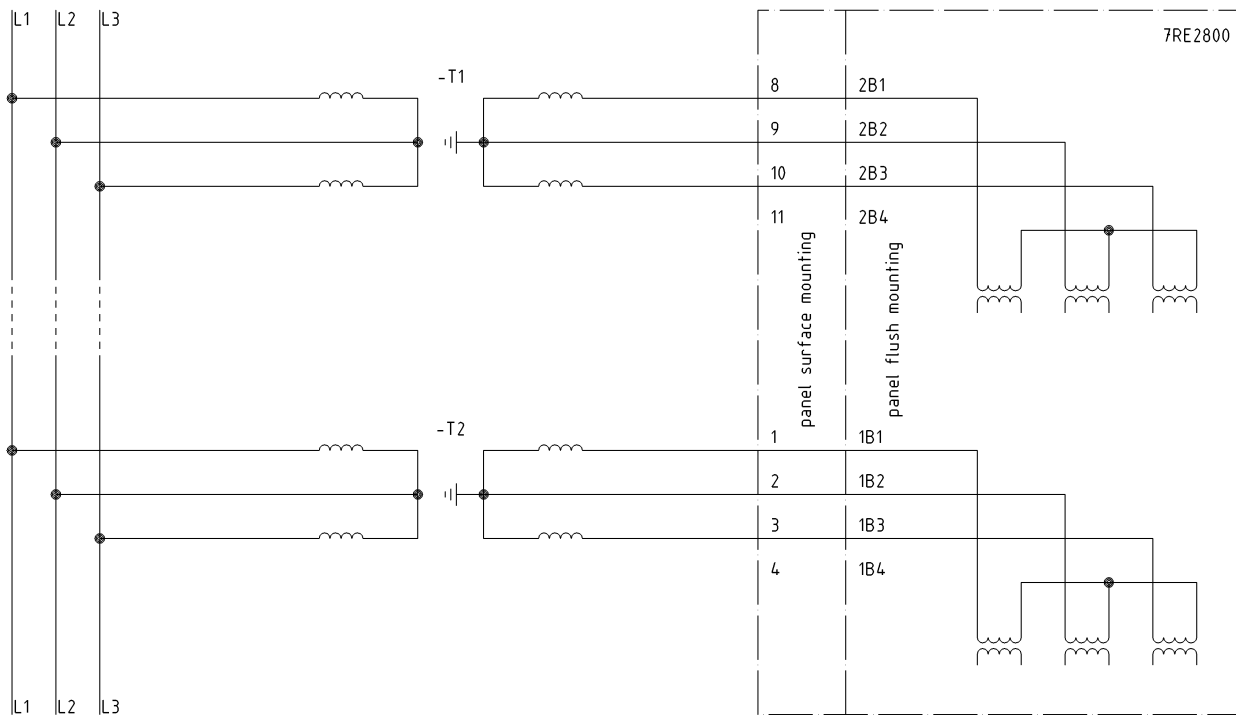 L1 L2 L3
7RE2800
-T1
8 2B1
9 2B2
10 2B3
11 2B4
panel surface mounting
panel flush mounting
-T2
1 1B1
2 1B2
3 1B3
4 1B4
L1 L2 L3